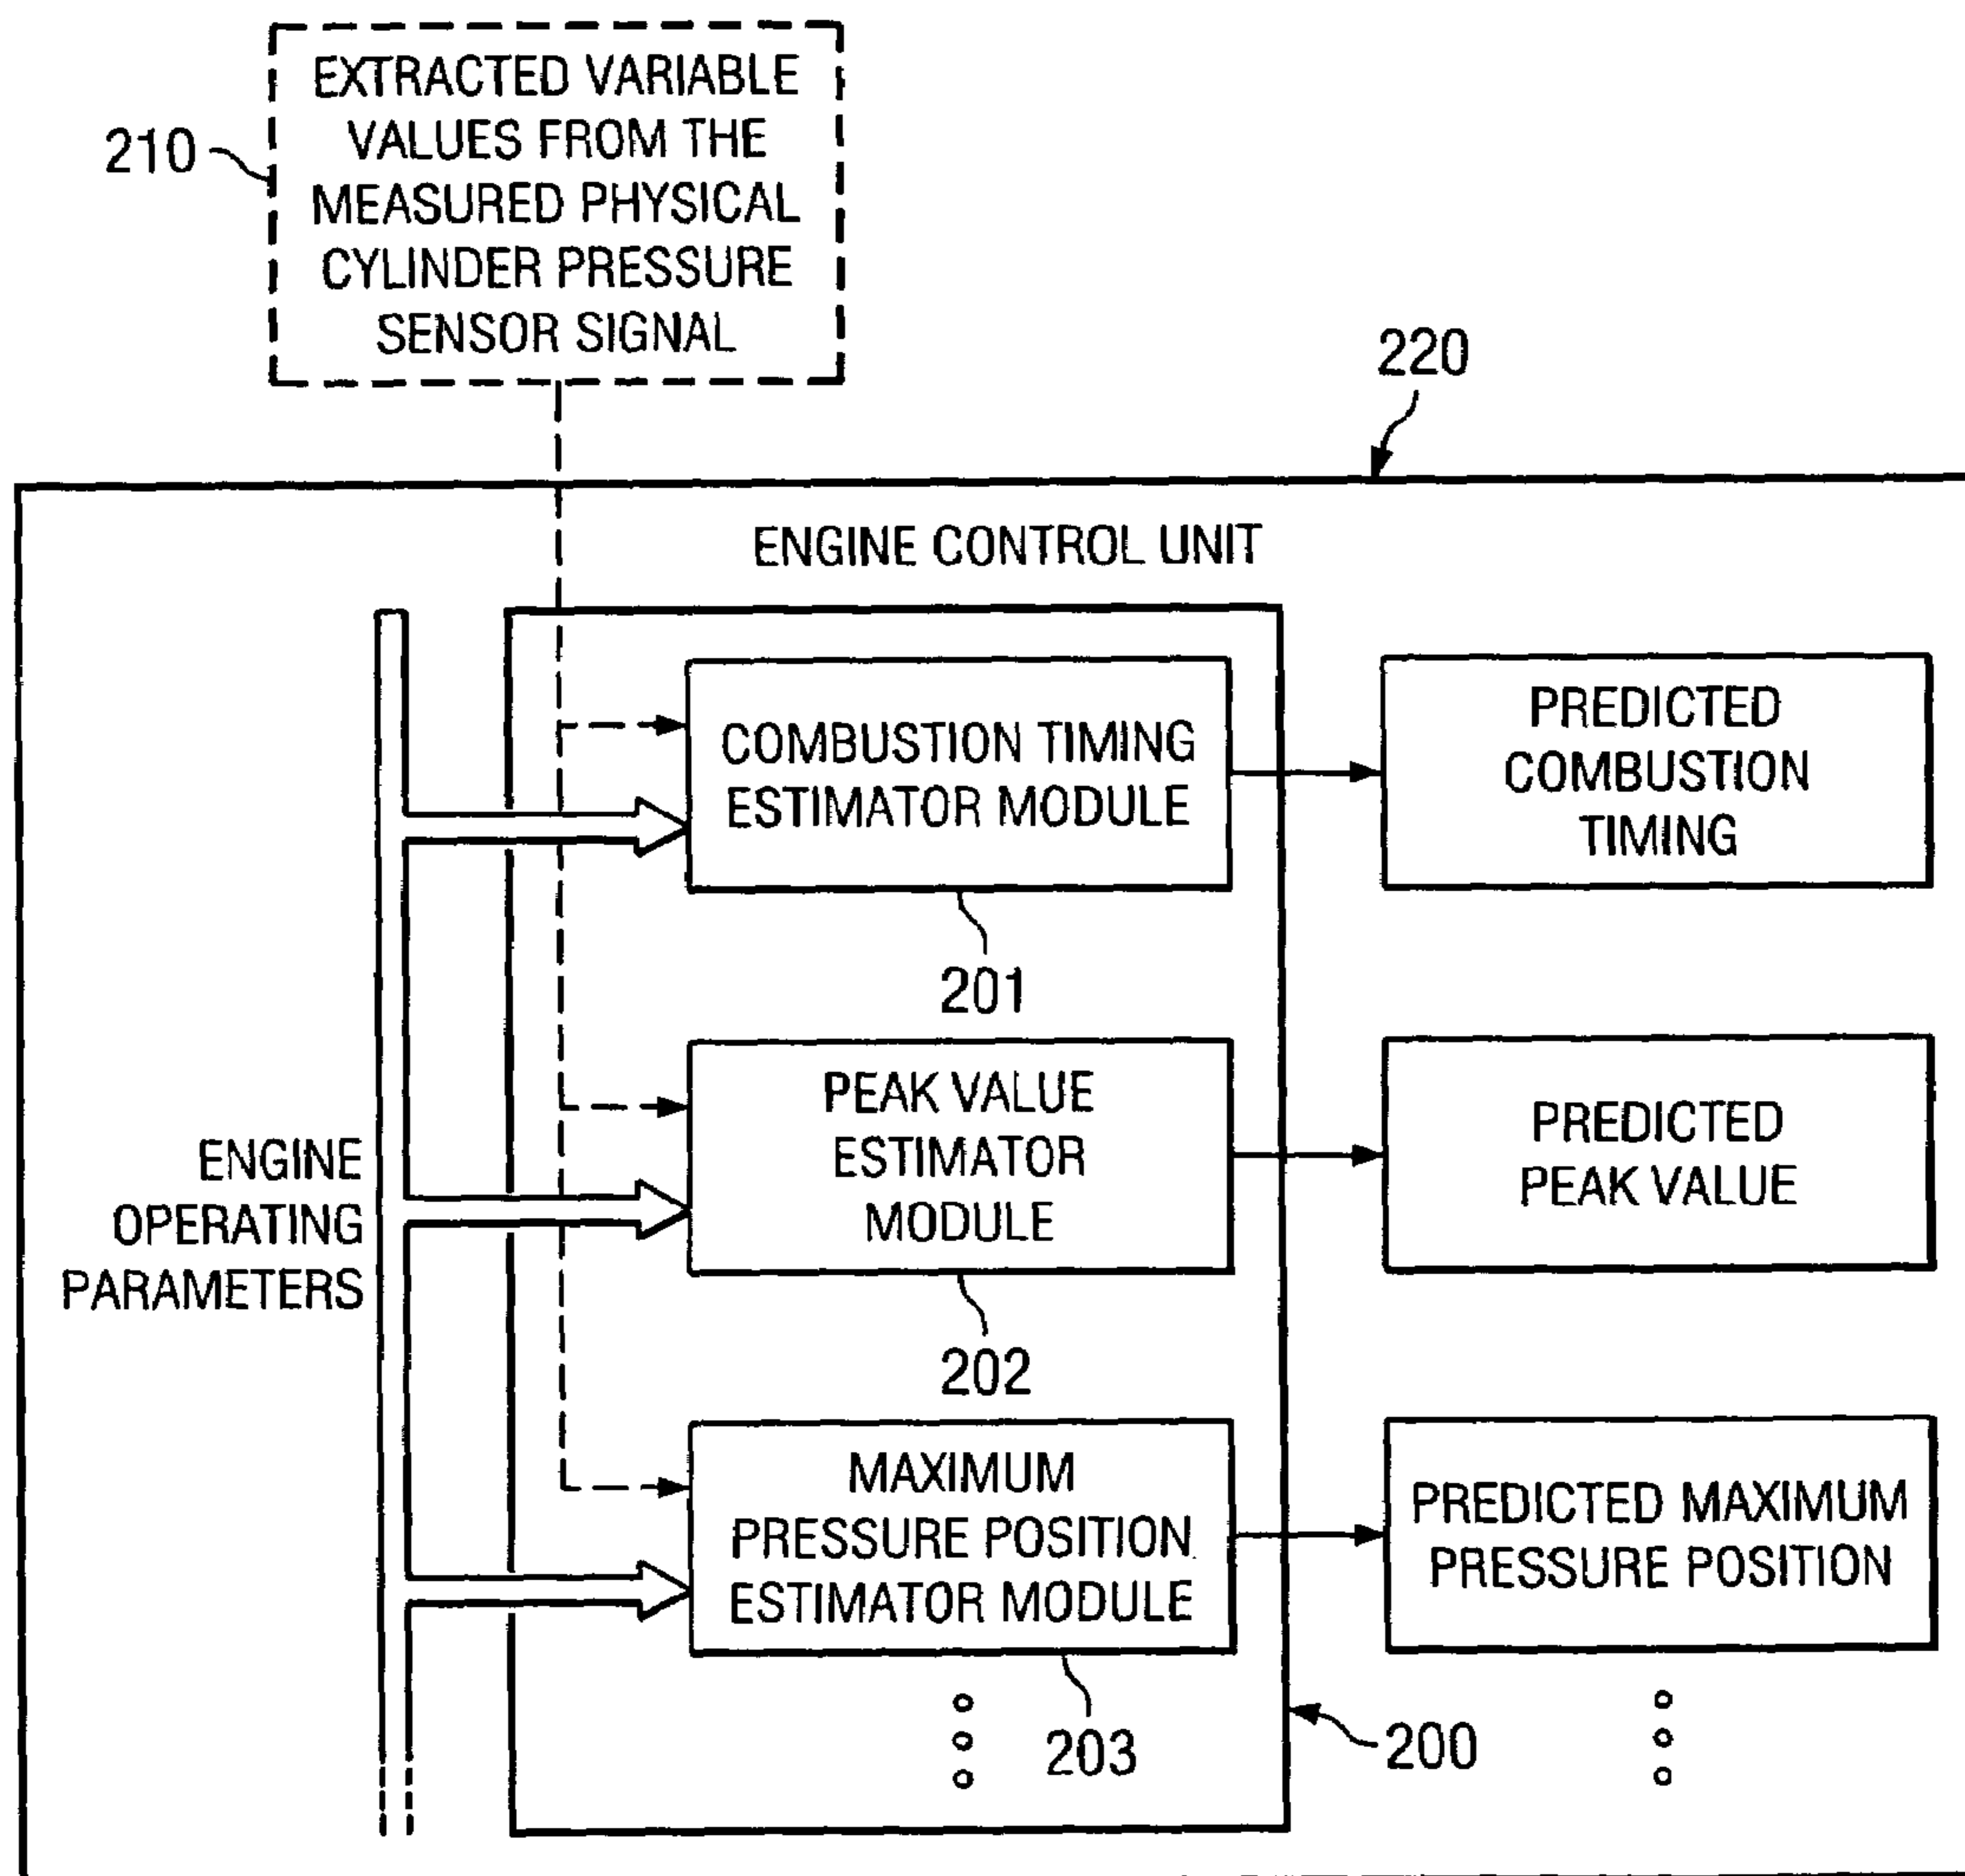 EXTRACTED VARIABLE
VALUES FROM THE
MEASURED PHYSICAL
CYLINDER PRESSURE
SENSOR SIGNAL
210
220
ENGINE CONTROL UNIT
COMBUSTION TIMING
ESTIMATOR MODULE
201
PREDICTED
COMBUSTION
TIMING
ENGINE
OPERATING
PARAMETERS
PEAK VALUE
ESTIMATOR
MODULE
202
PREDICTED
PEAK VALUE
MAXIMUM
PRESSURE POSITION
ESTIMATOR MODULE
203
PREDICTED MAXIMUM
PRESSURE POSITION
200